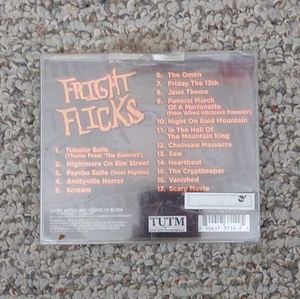 FRIGHT
FLICKS
1. Tubular Bells
(Theme From 'The Exorcist')
2. Nightmare On Elm Street
3. Psycho Suite (from Psycho)
4. Amityville Horror
5. Scream
6. The Omen
7. Friday The 13th
8. Jaws Theme
9. Funeral March
Of A Marionette
(From 'Alfred Hitchcock Presents')
10. Night On Bald Mountain
11. In The Hall Of
The Mountain King
12. Chainsaw Massacre
13. Saw
14. Heartbeat
15. The Cryptkeeper
16. Vanished
17. Scary Movie
TUTM
ENTERTAINMENT